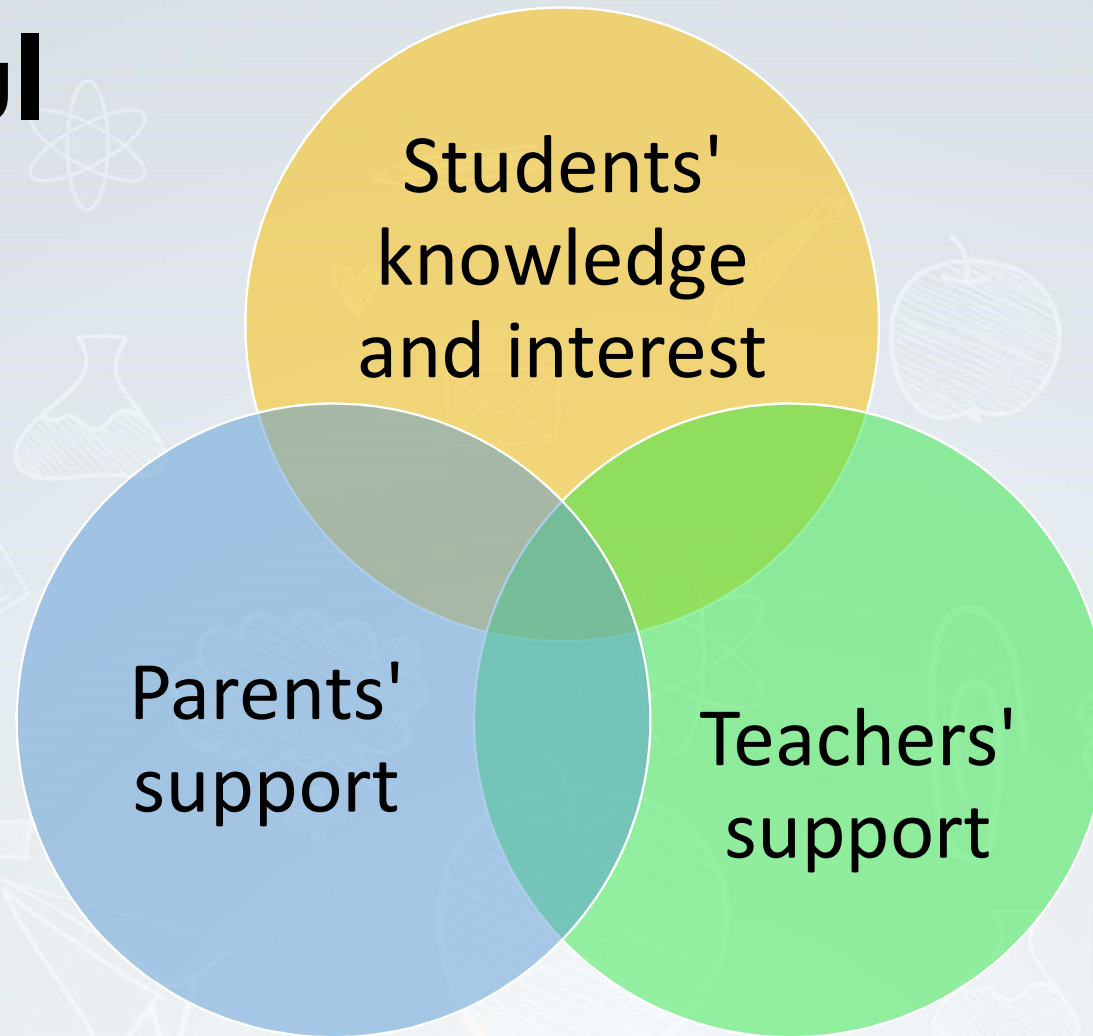 ul
Students'
knowledge
and interest
Parents'
support
Teachers'
support